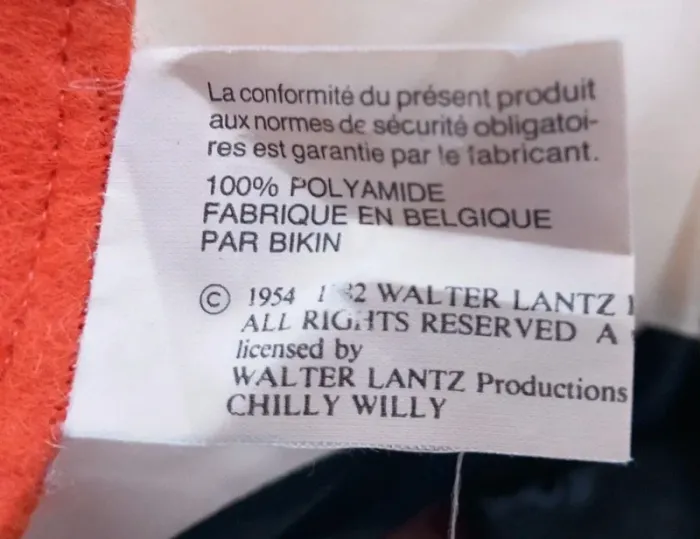 La conformité du présent produit
aux normes de sécurité obligatoi-
res est garantie par le fabricant.
100% POLYAMIDE
FABRIQUE EN BELGIQUE
PAR BIKIN
© 1954 WALTER LANTZ
ALL RIGHTS RESERVED A
licensed by
WALTER LANTZ Productions
CHILLY WILLY